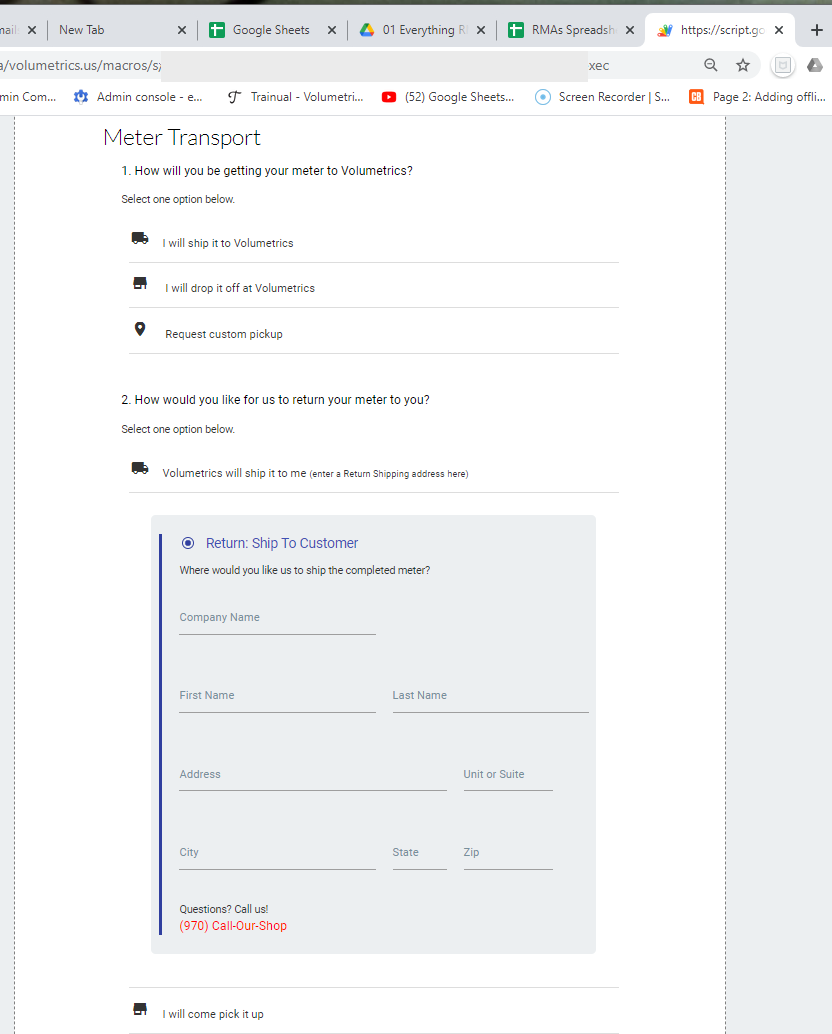 New Tab
Google Sheets
01 Everything R
RMAs Spreadsh
https://script.go
a/volumetrics.us/macros/s
xec
min Com...
Admin console - e...
Trainual - Volumetri...
(52) Google Sheets...
Screen Recorder | S...
CB
Page 2: Adding offli...
Meter Transport
1. How will you be getting your meter to Volumetrics?
Select one option below.
I will ship it to Volumetrics
I will drop it off at Volumetrics
Request custom pickup
2. How would you like for us to return your meter to you?
Select one option below.
Volumetrics will ship it to me (enter a Return Shipping address here)
Return: Ship To Customer
Where would you like us to ship the completed meter?
Company Name
First Name Last Name
Address Unit or Suite
City State Zip
Questions? Call us!
(970) Call-Our-Shop
I will come pick it up